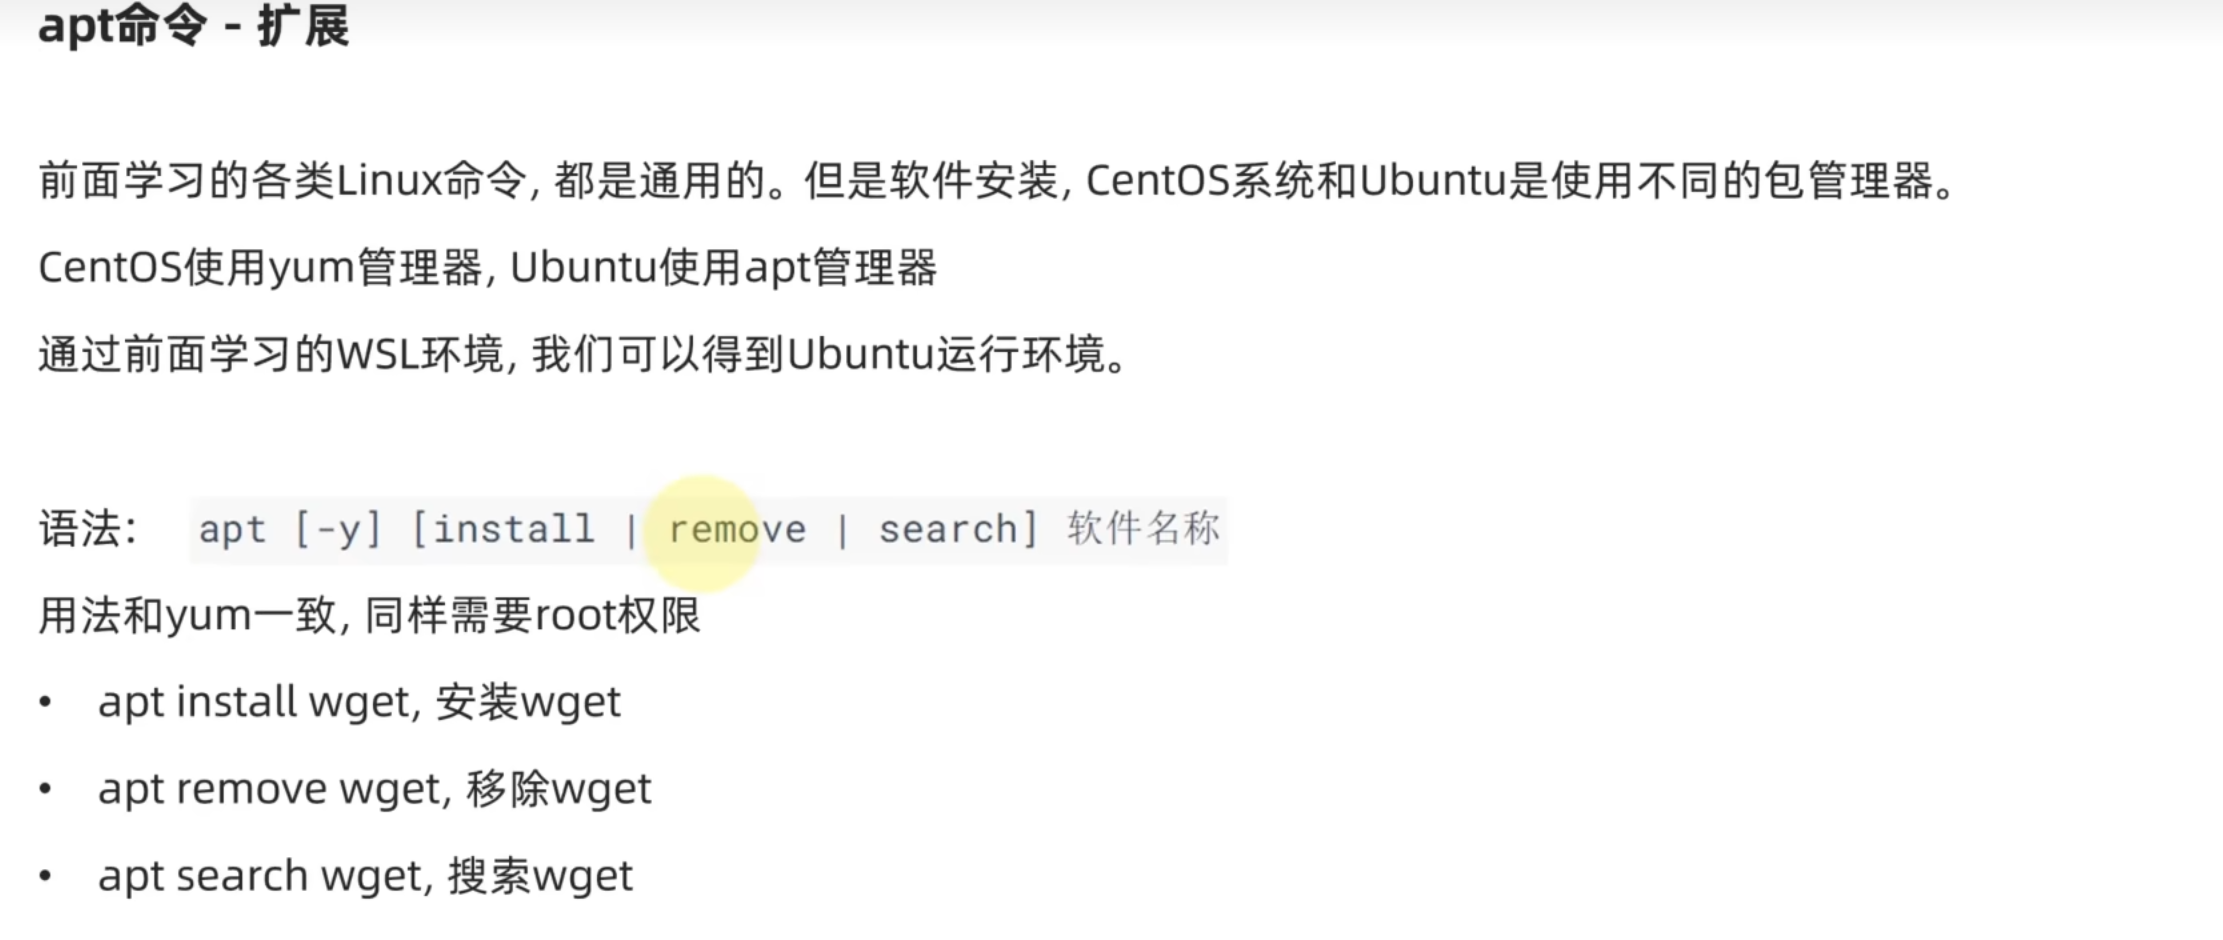 apt命令 - 扩展
前面学习的各类Linux命令, 都是通用的。但是软件安装, CentOS系统和Ubuntu是使用不同的包管理器。
CentOS使用yum管理器, Ubuntu使用apt管理器
通过前面学习的WSL环境, 我们可以得到Ubuntu运行环境。
语法: apt [-y] [install | remove | search] 软件名称
用法和yum一致, 同样需要root权限
• apt install wget, 安装wget
• apt remove wget, 移除wget
• apt search wget, 搜索wget